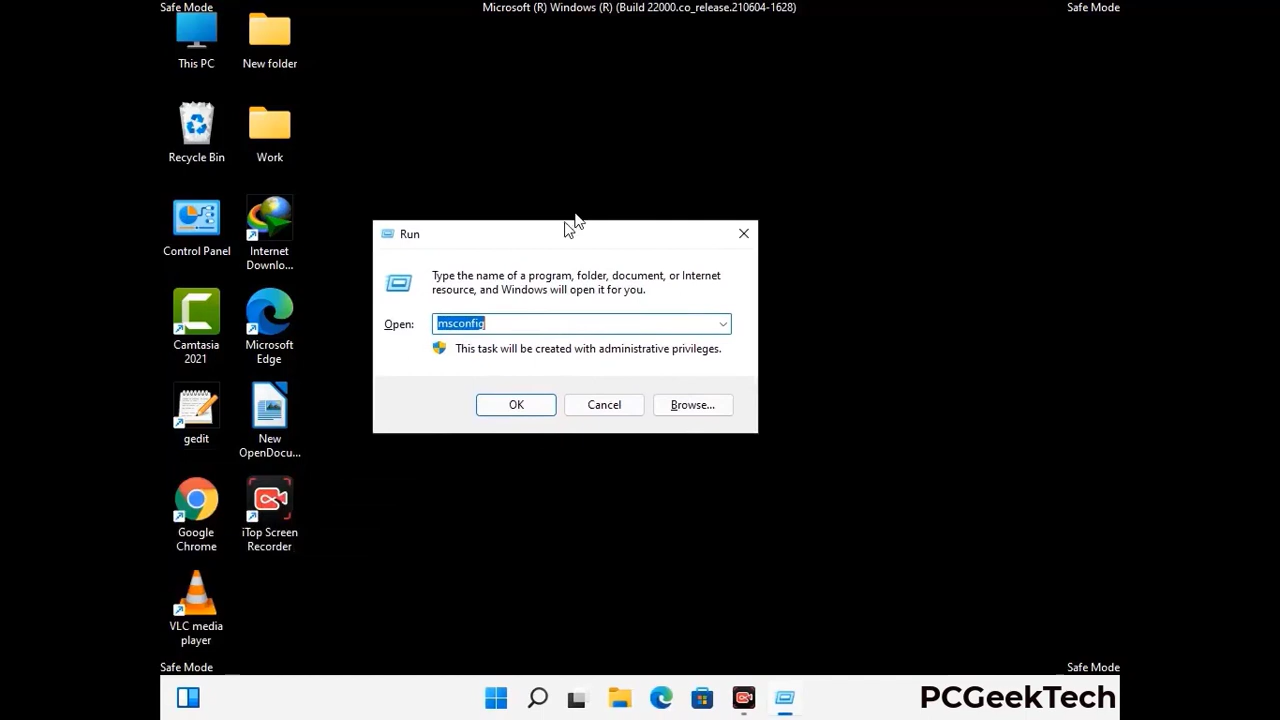 Safe Mode
Microsoft (R) Windows (R) (Build 22000.co_release.210604-1628)
Safe Mode
This PC
New folder
Recycle Bin
Work
Control Panel
Internet
Downlo...
Camtasia
2021
Microsoft
Edge
gedit
New
OpenDocu...
Google
Chrome
iTop Screen
Recorder
VLC media
player
Run
Type the name of a program, folder, document, or Internet
resource, and Windows will open it for you.
Open:
msconfig
This task will be created with administrative privileges.
OK
Cancel
Browse...
Safe Mode
Safe Mode
PCGeekTech